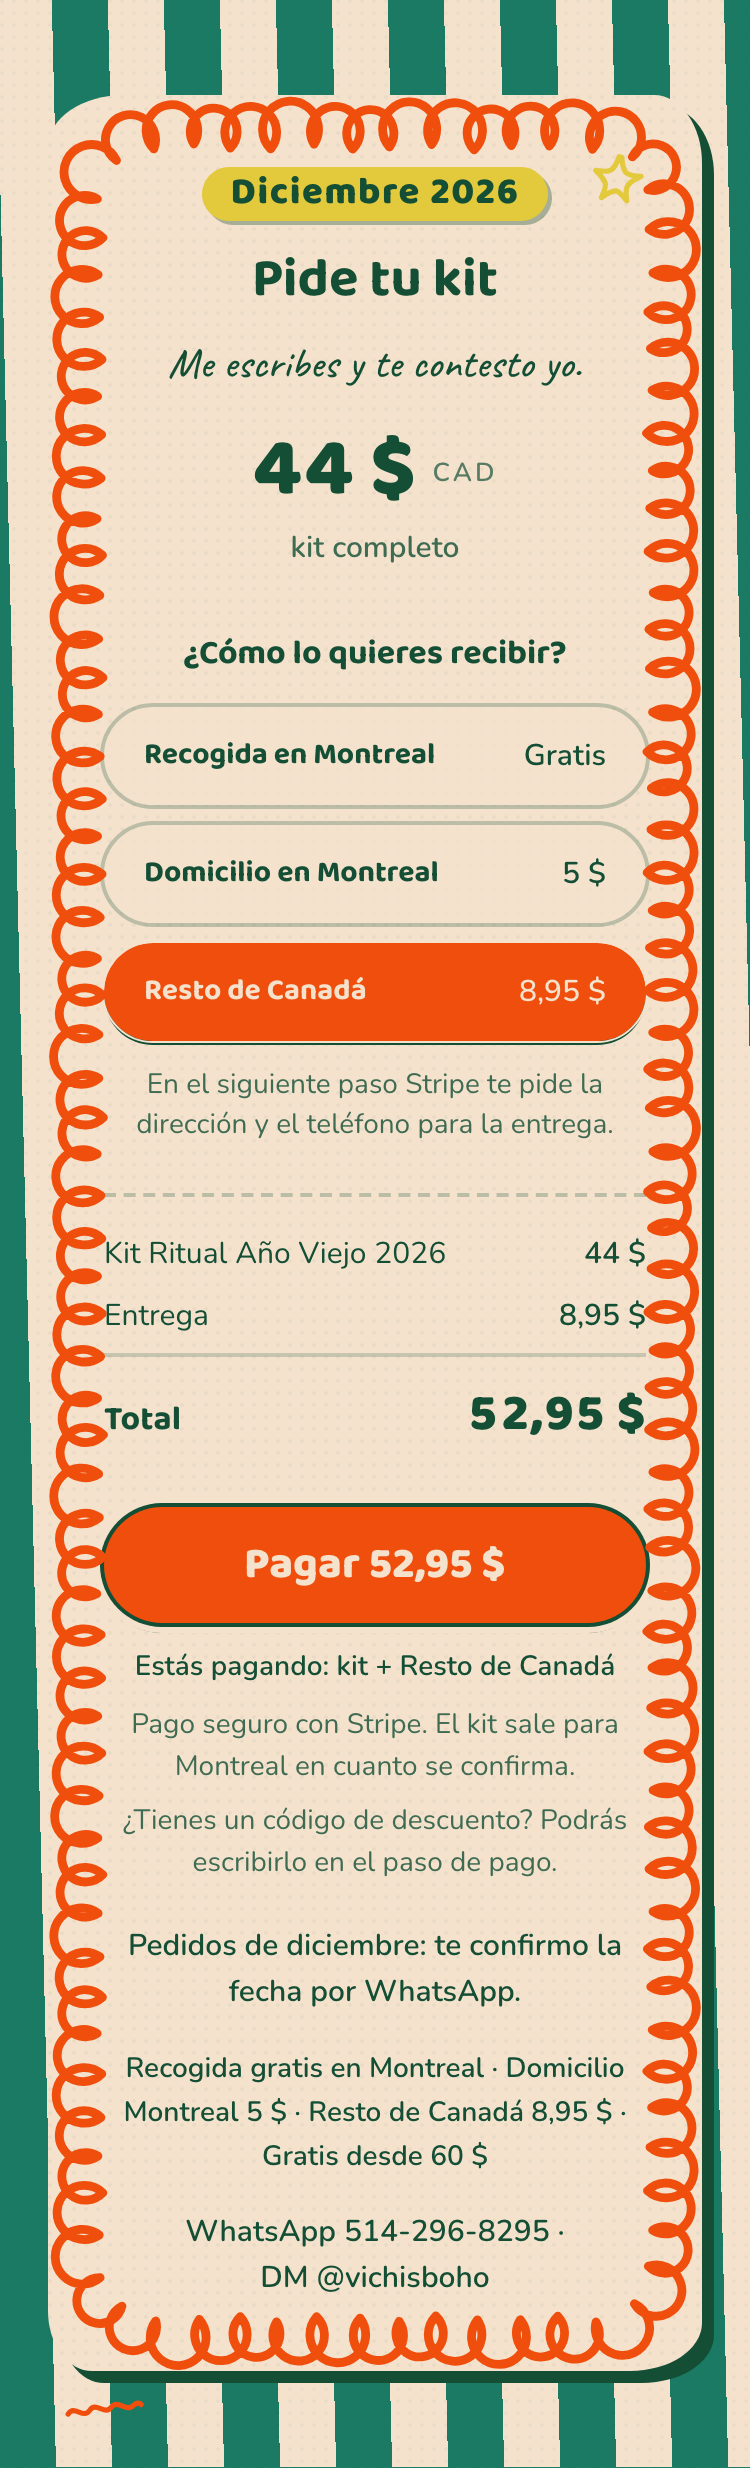 Diciembre 2026
Pide tu kit
Me escribes y te contesto yo.
44 $ CAD
kit completo
¿Cómo lo quieres recibir?
Recogida en Montreal Gratis
Domicilio en Montreal 5 $
Resto de Canadá 8,95 $
En el siguiente paso Stripe te pide la
dirección y el teléfono para la entrega.
Kit Ritual Año Viejo 2026 44 $
Entrega 8,95 $
Total 52,95 $
Pagar 52,95 $
Estás pagando: kit + Resto de Canadá
Pago seguro con Stripe. El kit sale para
Montreal en cuanto se confirma.
¿Tienes un código de descuento? Podrás
escribirlo en el paso de pago.
Pedidos de diciembre: te confirmo la
fecha por WhatsApp.
Recogida gratis en Montreal · Domicilio
Montreal 5 $ · Resto de Canadá 8,95 $ ·
Gratis desde 60 $
WhatsApp 514-296-8295 ·
DM @vichisboho